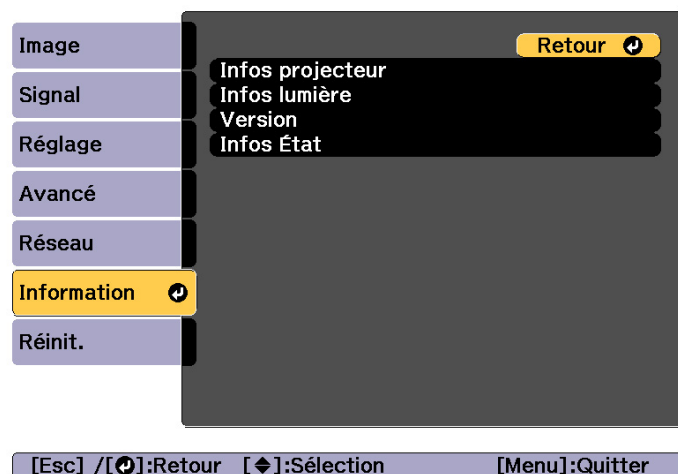 Image
Signal
Réglage
Avancé
Réseau
Information
Réinit.
Retour
Infos projecteur
Infos lumière
Version
Infos État
[Esc] /[⏎]:Retour [◆]:Sélection [Menu]:Quitter